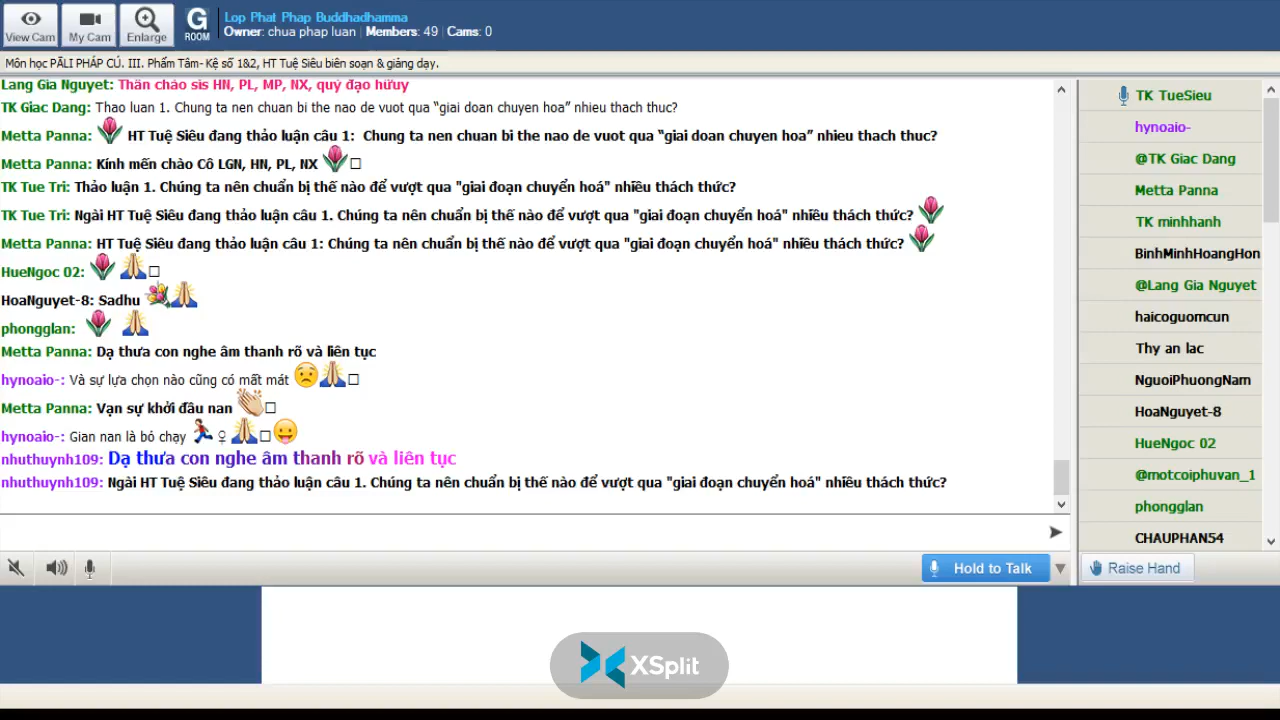 View Cam
My Cam
Enlarge
G
ROOM
Lop Phat Phap Buddhadhamma
Owner: chua phap luan | Members: 49 | Cams: 0
Môn học PÃLI PHÁP CÚ. III. Phẩm Tâm- Kệ số 1&2, HT Tuệ Siêu biên soạn & giảng dạy.
Lang Gia Nguyet: Thân chào sis HN, PL, MP, NX, quý đạo hữuy
TK Giac Dang: Thao luan 1. Chung ta nen chuan bi the nao de vuot qua “giai doan chuyen hoa” nhieu thach thuc?
Metta Panna: HT Tuệ Siêu đang thảo luận câu 1: Chung ta nen chuan bi the nao de vuot qua “giai doan chuyen hoa” nhieu thach thuc?
Metta Panna: Kính mến chào Cô LGN, HN, PL, NX
TK Tue Tri: Thảo luận 1. Chúng ta nên chuẩn bị thế nào để vượt qua "giai đoạn chuyển hoá" nhiều thách thức?
TK Tue Tri: Ngài HT Tuệ Siêu đang thảo luận câu 1. Chúng ta nên chuẩn bị thế nào để vượt qua "giai đoạn chuyển hoá" nhiều thách thức?
Metta Panna: HT Tuệ Siêu đang thảo luận câu 1: Chúng ta nên chuẩn bị thế nào để vượt qua "giai đoạn chuyển hoá" nhiều thách thức?
HueNgoc 02:
HoaNguyet-8: Sadhu
phongglan:
Metta Panna: Dạ thưa con nghe âm thanh rõ và liên tục
hynoaio-: Và sự lựa chọn nào cũng có mất mát
Metta Panna: Vạn sự khởi đầu nan
hynoaio-: Gian nan là bỏ chạy ♀
nhuthuynh109: Dạ thưa con nghe âm thanh rõ và liên tục
nhuthuynh109: Ngài HT Tuệ Siêu đang thảo luận câu 1. Chúng ta nên chuẩn bị thế nào để vượt qua "giai đoạn chuyển hoá" nhiều thách thức?
TK TueSieu
hynoaio-
@TK Giac Dang
Metta Panna
TK minhhanh
BinhMinhHoangHon
@Lang Gia Nguyet
haicoguomcun
Thy an lac
NguoiPhuongNam
HoaNguyet-8
HueNgoc 02
@motcoiphuvan_1
phongglan
CHAUPHAN54
Hold to Talk
Raise Hand
XSplit